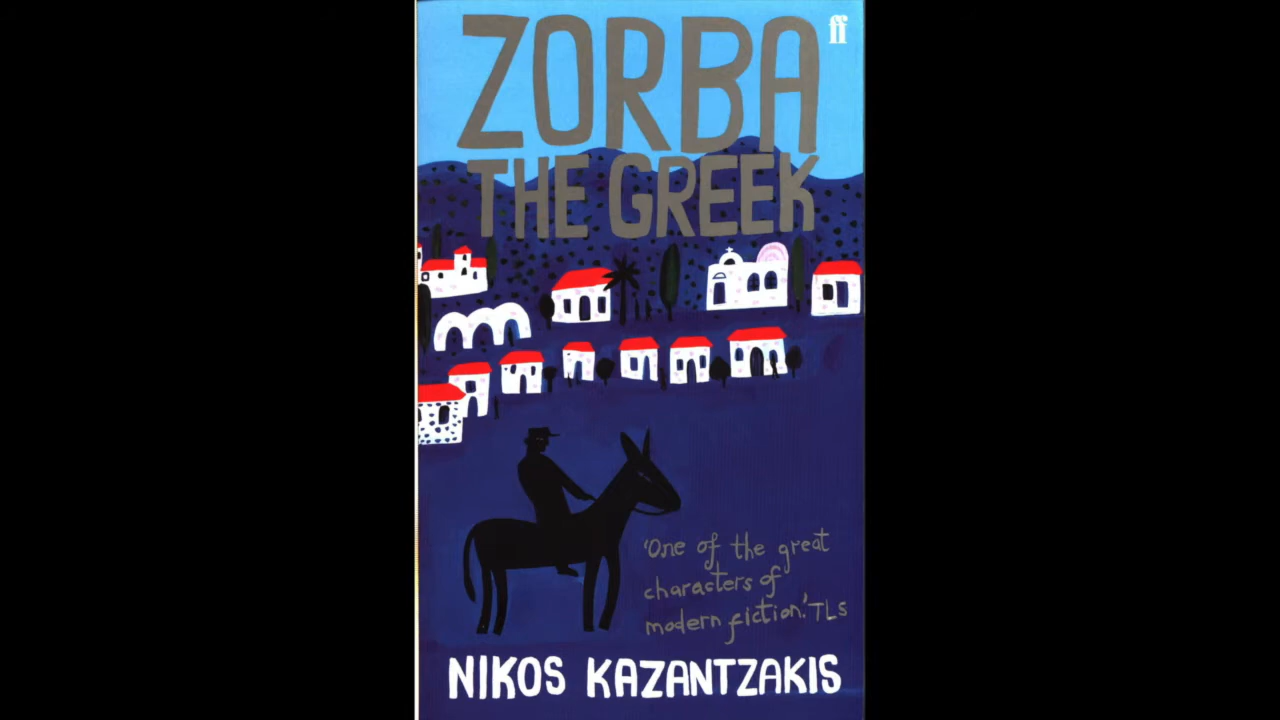 ZORBA
THE GREEK
ff
'One of the great
characters of
modern fiction.' TLS
NIKOS KAZANTZAKIS